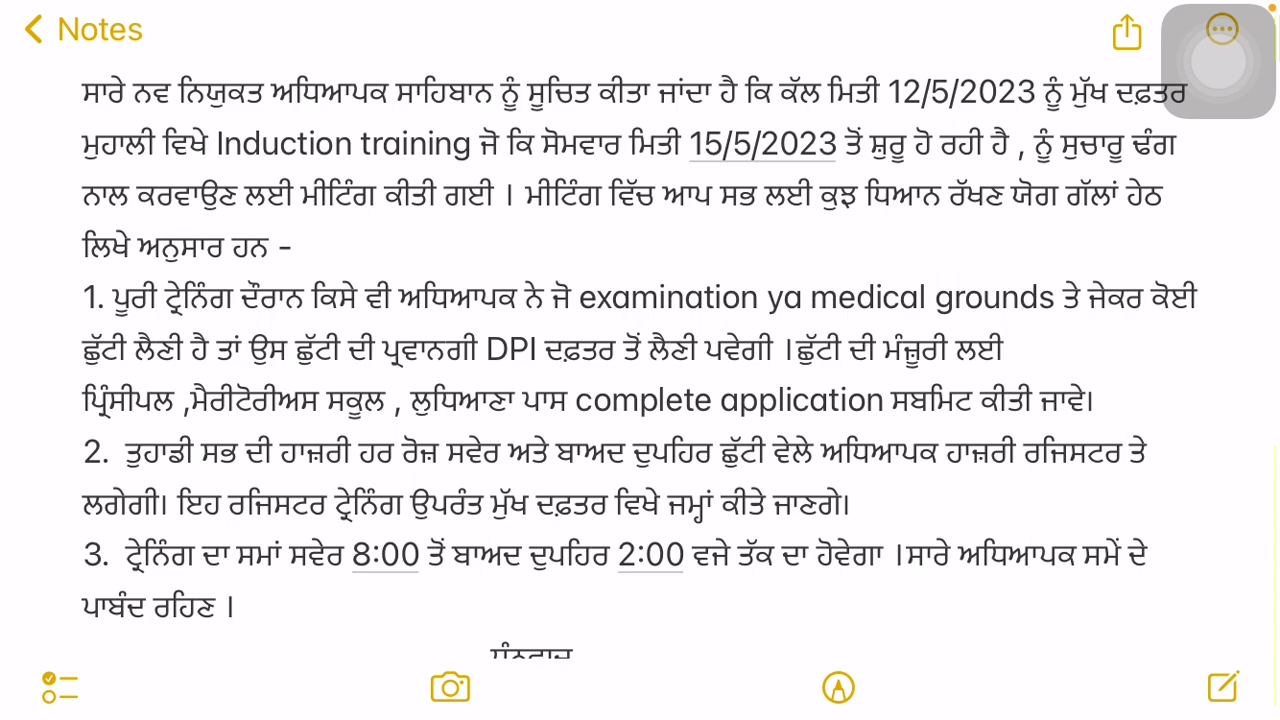 Notes
ਸਾਰੇ ਨਵ ਨਿਯੁਕਤ ਅਧਿਆਪਕ ਸਾਹਿਬਾਨ ਨੂੰ ਸੂਚਿਤ ਕੀਤਾ ਜਾਂਦਾ ਹੈ ਕਿ ਕੱਲ ਮਿਤੀ 12/5/2023 ਨੂੰ ਮੁੱਖ ਦਫ਼ਤਰ
ਮੁਹਾਲੀ ਵਿਖੇ Induction training ਜੋ ਕਿ ਸੋਮਵਾਰ ਮਿਤੀ 15/5/2023 ਤੋਂ ਸ਼ੁਰੂ ਹੋ ਰਹੀ ਹੈ , ਨੂੰ ਸੁਚਾਰੂ ਢੰਗ
ਨਾਲ ਕਰਵਾਉਣ ਲਈ ਮੀਟਿੰਗ ਕੀਤੀ ਗਈ । ਮੀਟਿੰਗ ਵਿੱਚ ਆਪ ਸਭ ਲਈ ਕੁਝ ਧਿਆਨ ਰੱਖਣ ਯੋਗ ਗੱਲਾਂ ਹੇਠ
ਲਿਖੇ ਅਨੁਸਾਰ ਹਨ -
1. ਪੂਰੀ ਟ੍ਰੇਨਿੰਗ ਦੌਰਾਨ ਕਿਸੇ ਵੀ ਅਧਿਆਪਕ ਨੇ ਜੋ examination ya medical grounds ਤੇ ਜੇਕਰ ਕੋਈ
ਛੁੱਟੀ ਲੈਣੀ ਹੈ ਤਾਂ ਉਸ ਛੁੱਟੀ ਦੀ ਪ੍ਰਵਾਨਗੀ DPI ਦਫ਼ਤਰ ਤੋਂ ਲੈਣੀ ਪਵੇਗੀ ।ਛੁੱਟੀ ਦੀ ਮੰਜ਼ੂਰੀ ਲਈ
ਪ੍ਰਿੰਸੀਪਲ ,ਮੈਰੀਟੋਰੀਅਸ ਸਕੂਲ , ਲੁਧਿਆਣਾ ਪਾਸ complete application ਸਬਮਿਟ ਕੀਤੀ ਜਾਵੇ।
2. ਤੁਹਾਡੀ ਸਭ ਦੀ ਹਾਜ਼ਰੀ ਹਰ ਰੋਜ਼ ਸਵੇਰ ਅਤੇ ਬਾਅਦ ਦੁਪਹਿਰ ਛੁੱਟੀ ਵੇਲੇ ਅਧਿਆਪਕ ਹਾਜ਼ਰੀ ਰਜਿਸਟਰ ਤੇ
ਲਗੇਗੀ। ਇਹ ਰਜਿਸਟਰ ਟ੍ਰੇਨਿੰਗ ਉਪਰੰਤ ਮੁੱਖ ਦਫ਼ਤਰ ਵਿਖੇ ਜਮ੍ਹਾਂ ਕੀਤੇ ਜਾਣਗੇ।
3. ਟ੍ਰੇਨਿੰਗ ਦਾ ਸਮਾਂ ਸਵੇਰ 8:00 ਤੋਂ ਬਾਅਦ ਦੁਪਹਿਰ 2:00 ਵਜੇ ਤੱਕ ਦਾ ਹੋਵੇਗਾ ।ਸਾਰੇ ਅਧਿਆਪਕ ਸਮੇਂ ਦੇ
ਪਾਬੰਦ ਰਹਿਣ ।